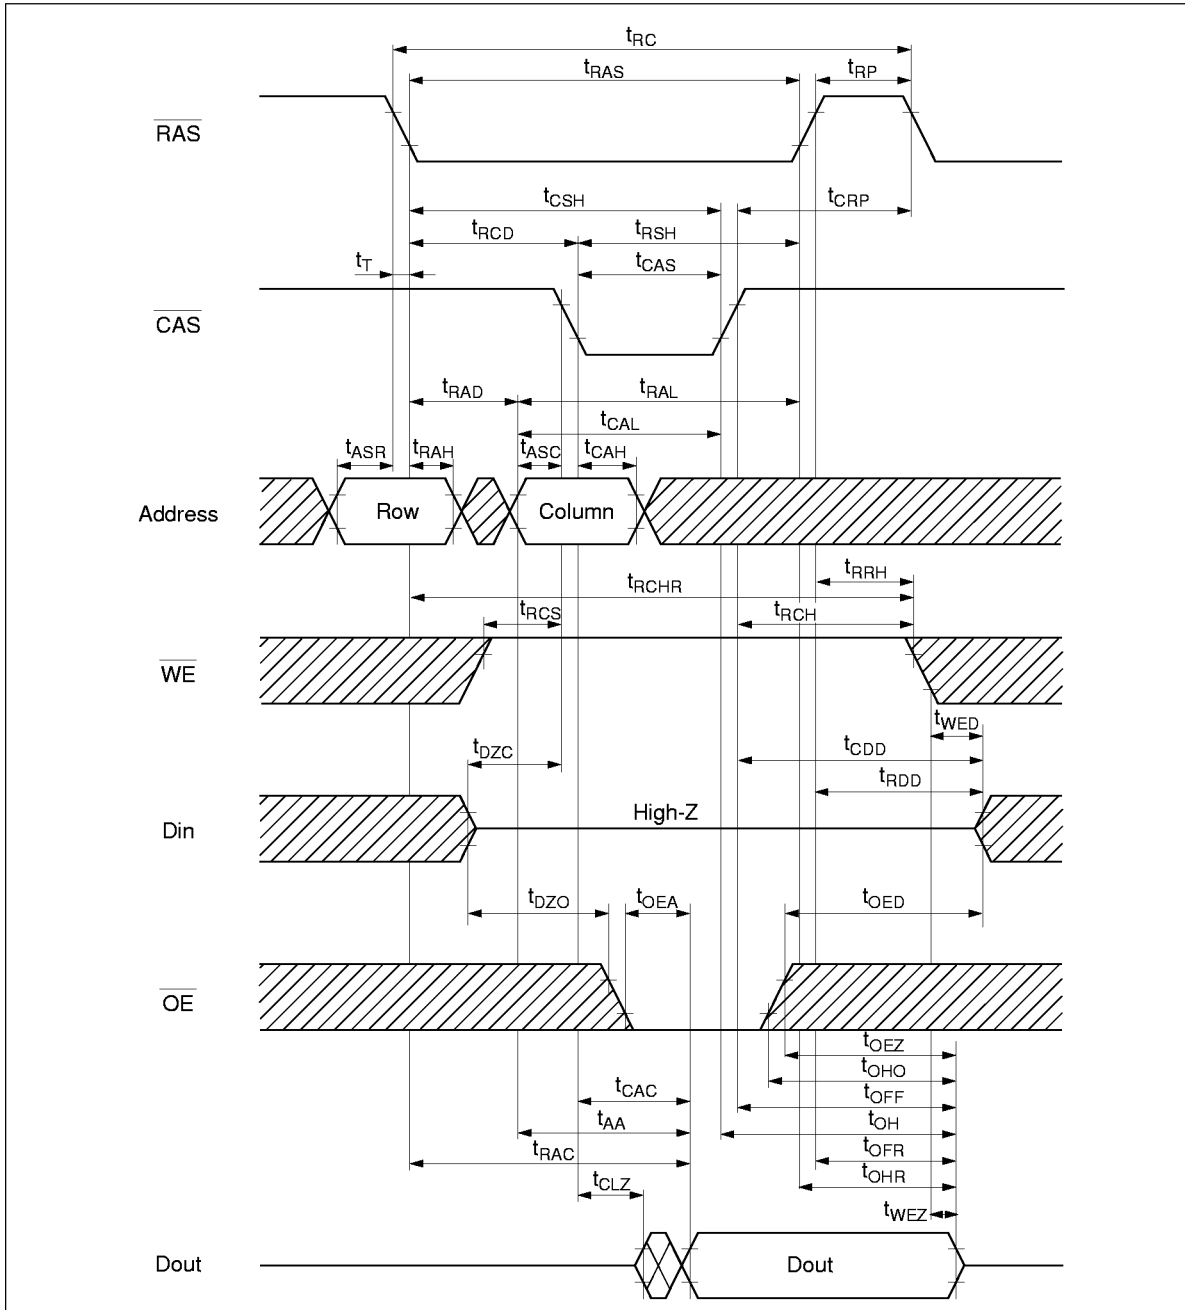 tRC
tRAS tRP
RAS
tCSH tCRP
tRCD tRSH
tT tCAS
CAS
tRAD tRAL
tCAL
tASR tRAH tASC tCAH
Address Row Column
tRRH
tRCHR
tRCS tRCH
WE
tWED
tDZC tCDD
tRDD
High-Z
Din
tDZO tOEA tOED
OE
tOEZ
tOHO
tCAC tOFF
tAA tOH
tRAC tOFR
tCLZ tOHR
tWEZ
Dout Dout